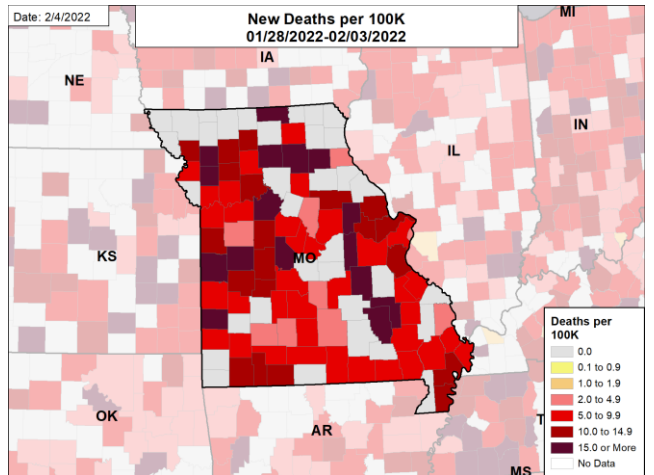 Date: 2/4/2022
New Deaths per 100K
01/28/2022-02/03/2022
MI
IA
NE
IN
IL
KS
MO
OK
AR
MS
T
Deaths per
100K
0.0
0.1 to 0.9
1.0 to 1.9
2.0 to 4.9
5.0 to 9.9
10.0 to 14.9
15.0 or More
No Data